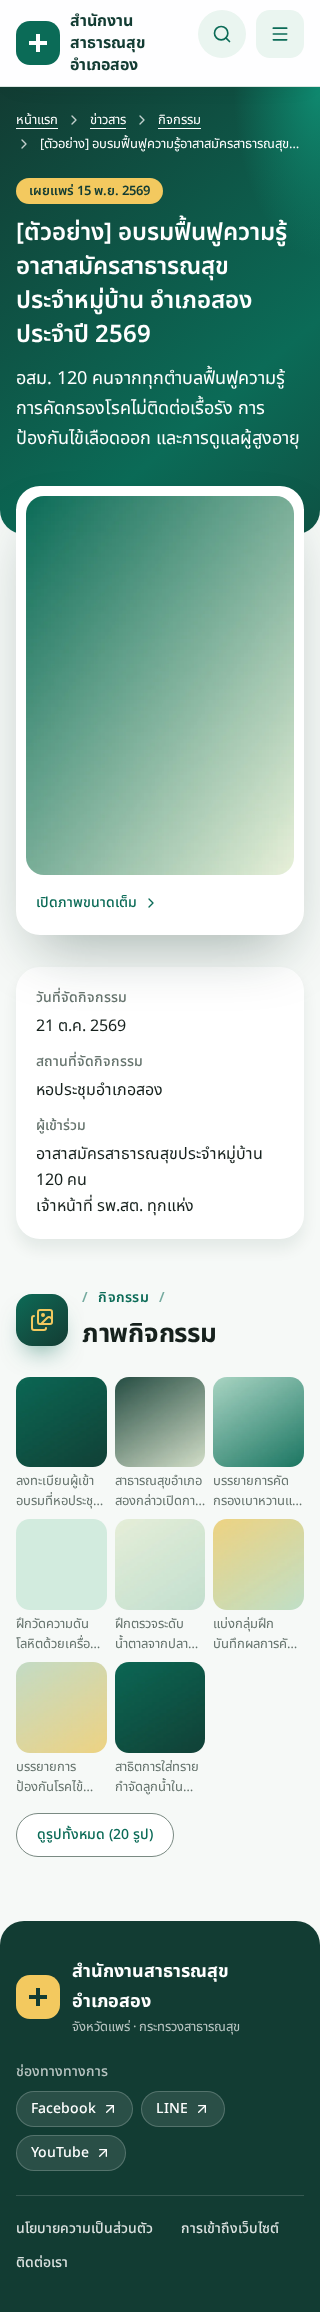 สำนักงาน
สาธารณสุข
อำเภอสอง
หน้าแรก
ข่าวสาร
กิจกรรม
[ตัวอย่าง] อบรมฟื้นฟูความรู้อาสาสมัครสาธารณสุข...
เผยแพร่ 15 พ.ย. 2569
[ตัวอย่าง] อบรมฟื้นฟูความรู้
อาสาสมัครสาธารณสุข
ประจำหมู่บ้าน อำเภอสอง
ประจำปี 2569
อสม. 120 คนจากทุกตำบลฟื้นฟูความรู้
การคัดกรองโรคไม่ติดต่อเรื้อรัง การ
ป้องกันไข้เลือดออก และการดูแลผู้สูงอายุ
เปิดภาพขนาดเต็ม
วันที่จัดกิจกรรม
21 ต.ค. 2569
สถานที่จัดกิจกรรม
หอประชุมอำเภอสอง
ผู้เข้าร่วม
อาสาสมัครสาธารณสุขประจำหมู่บ้าน
120 คน
เจ้าหน้าที่ รพ.สต. ทุกแห่ง
/ กิจกรรม /
ภาพกิจกรรม
ลงทะเบียนผู้เข้า
อบรมที่หอประชุ...
สาธารณสุขอำเภอ
สองกล่าวเปิดกา...
บรรยายการคัด
กรองเบาหวานแ...
ฝึกวัดความดัน
โลหิตด้วยเครื่อ...
ฝึกตรวจระดับ
น้ำตาลจากปลา...
แบ่งกลุ่มฝึก
บันทึกผลการคั...
บรรยายการ
ป้องกันโรคไข้...
สาธิตการใส่ทราย
กำจัดลูกน้ำใน...
ดูรูปทั้งหมด (20 รูป)
สำนักงานสาธารณสุข
อำเภอสอง
จังหวัดแพร่ · กระทรวงสาธารณสุข
ช่องทางทางการ
Facebook
LINE
YouTube
นโยบายความเป็นส่วนตัว
การเข้าถึงเว็บไซต์
ติดต่อเรา